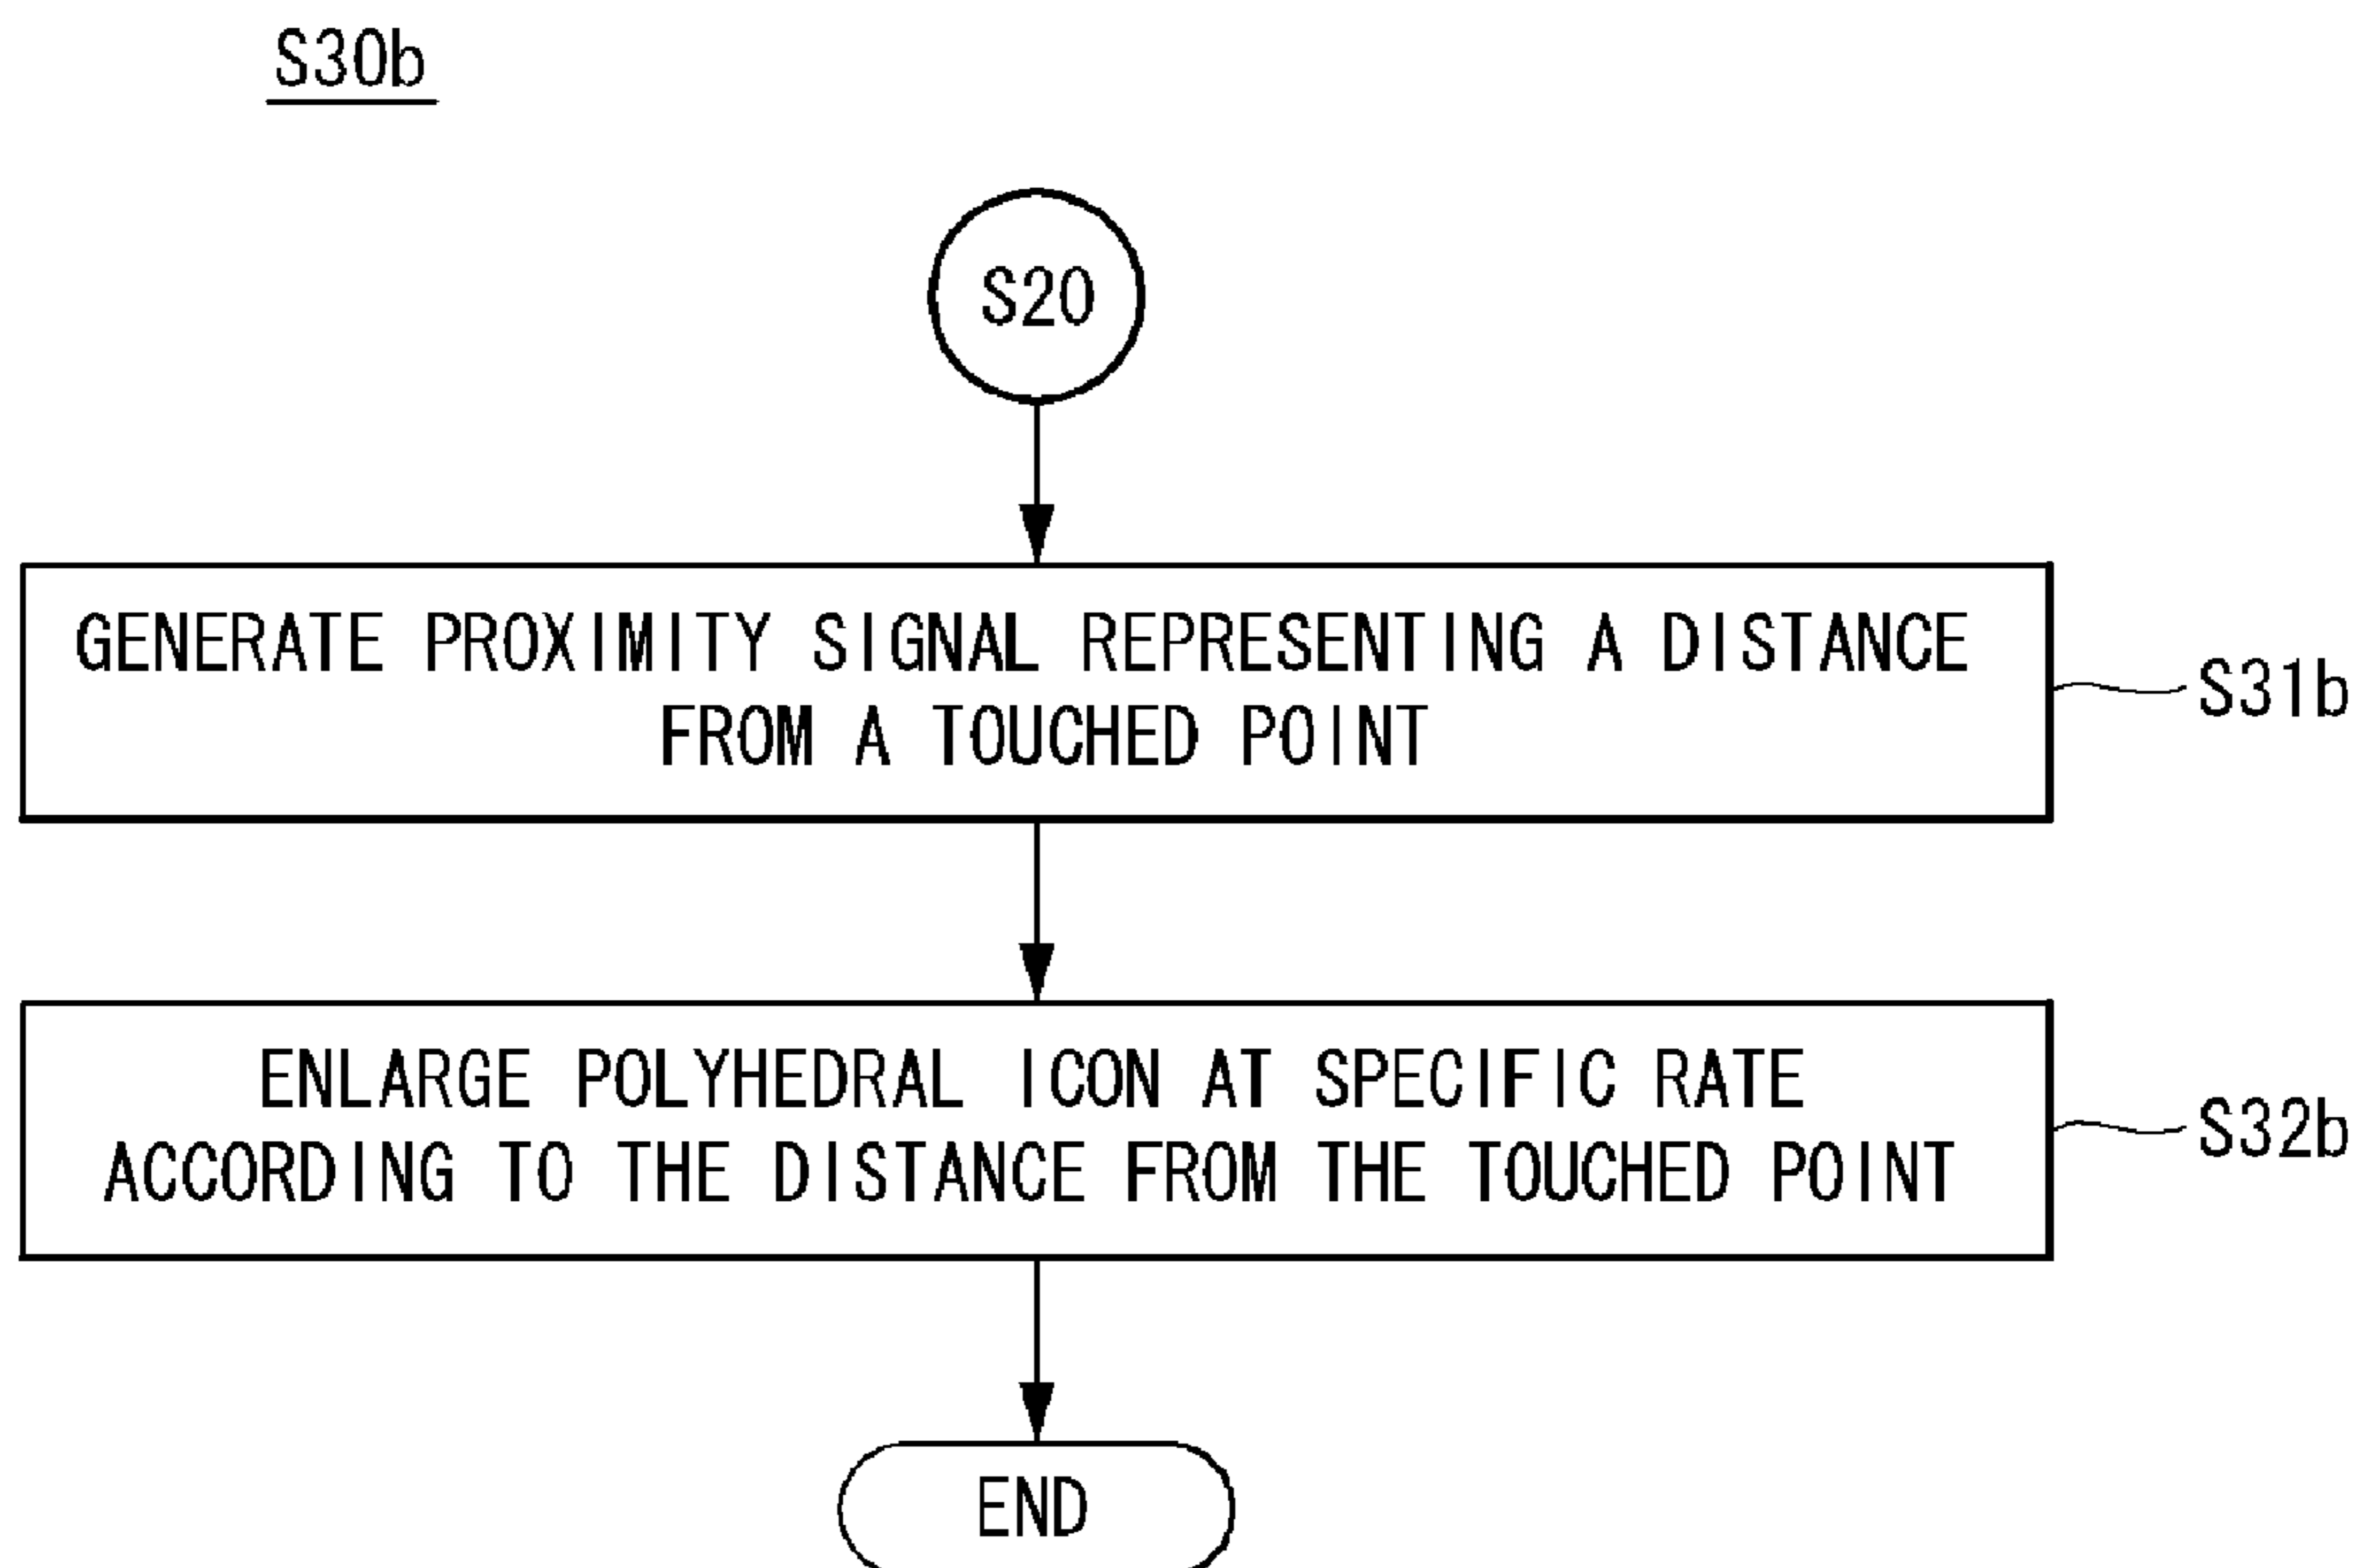 S30b
S20
GENERATE PROXIMITY SIGNAL REPRESENTING A DISTANCE
FROM A TOUCHED POINT
S31b
ENLARGE POLYHEDRAL ICON AT SPECIFIC RATE
ACCORDING TO THE DISTANCE FROM THE TOUCHED POINT
S32b
END